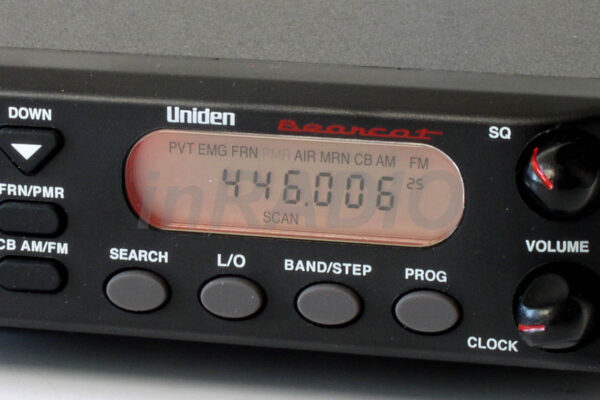 DOWN
Uniden
Bearcat
SQ
PVT EMG FRN PMR AIR MRN CB AM FM
446.006 25
SCAN
inRADIO
FRN/PMR
CB AM/FM
SEARCH
L/O
BAND/STEP
PROG
VOLUME
CLOCK